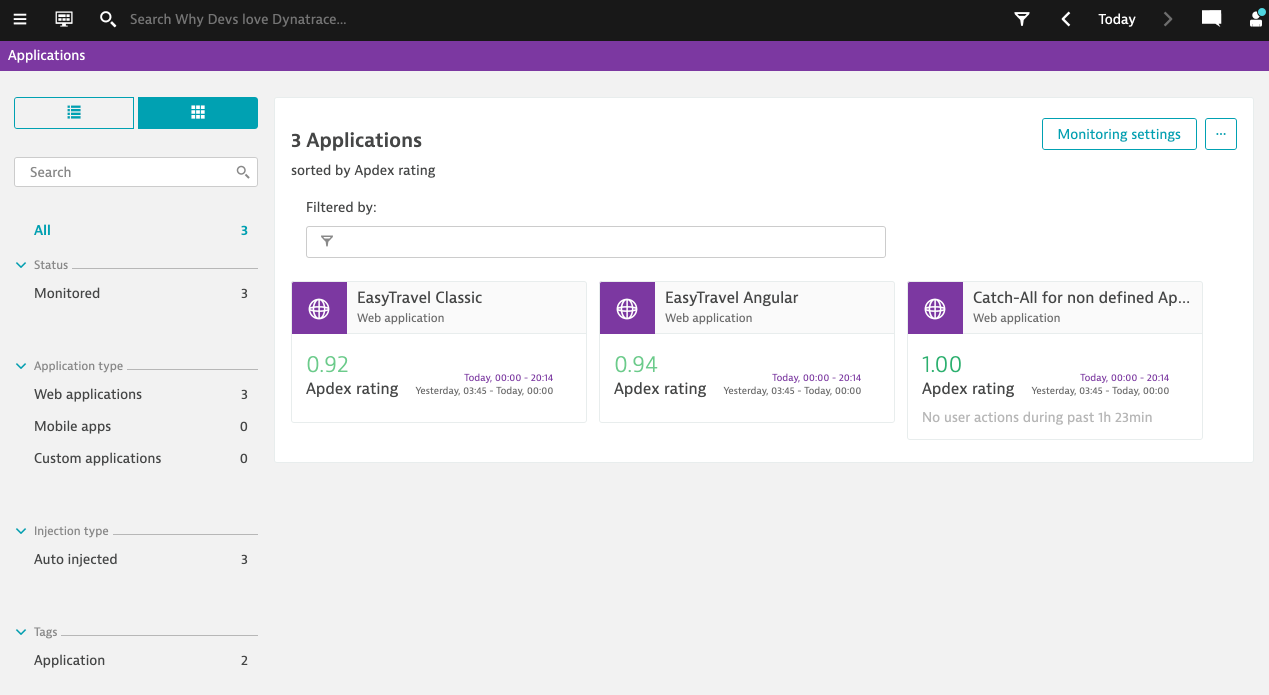 Search Why Devs love Dynatrace...
Today
Applications
Search
All 3
Status
Monitored 3
Application type
Web applications 3
Mobile apps 0
Custom applications 0
Injection type
Auto injected 3
Tags
Application 2
3 Applications
Monitoring settings
...
sorted by Apdex rating
Filtered by:
EasyTravel Classic
Web application
0.92
Apdex rating
Today, 00:00 - 20:14
Yesterday, 03:45 - Today, 00:00
EasyTravel Angular
Web application
0.94
Apdex rating
Today, 00:00 - 20:14
Yesterday, 03:45 - Today, 00:00
Catch-All for non defined Ap...
Web application
1.00
Apdex rating
Today, 00:00 - 20:14
Yesterday, 03:45 - Today, 00:00
No user actions during past 1h 23min